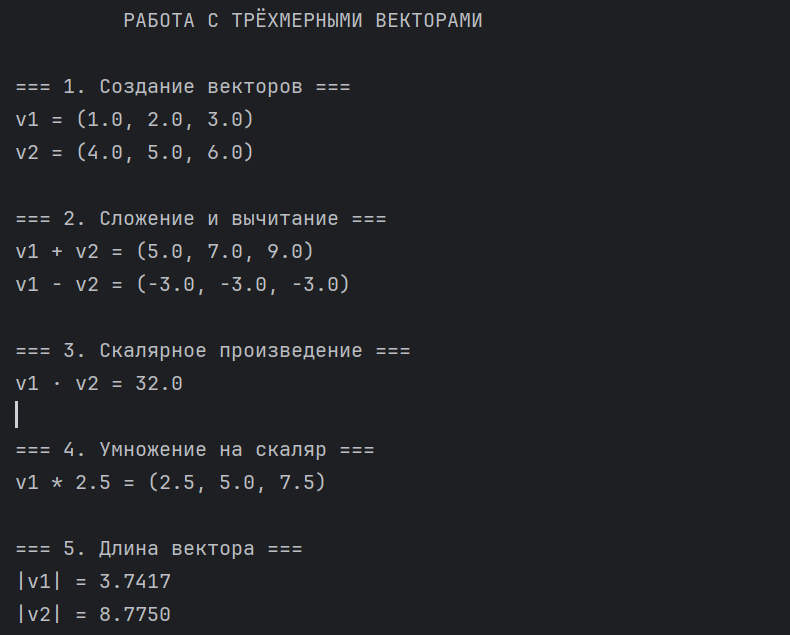 РАБОТА С ТРЁХМЕРНЫМИ ВЕКТОРАМИ
=== 1. Создание векторов ===
v1 = (1.0, 2.0, 3.0)
v2 = (4.0, 5.0, 6.0)
=== 2. Сложение и вычитание ===
v1 + v2 = (5.0, 7.0, 9.0)
v1 - v2 = (-3.0, -3.0, -3.0)
=== 3. Скалярное произведение ===
v1 · v2 = 32.0
=== 4. Умножение на скаляр ===
v1 * 2.5 = (2.5, 5.0, 7.5)
=== 5. Длина вектора ===
|v1| = 3.7417
|v2| = 8.7750